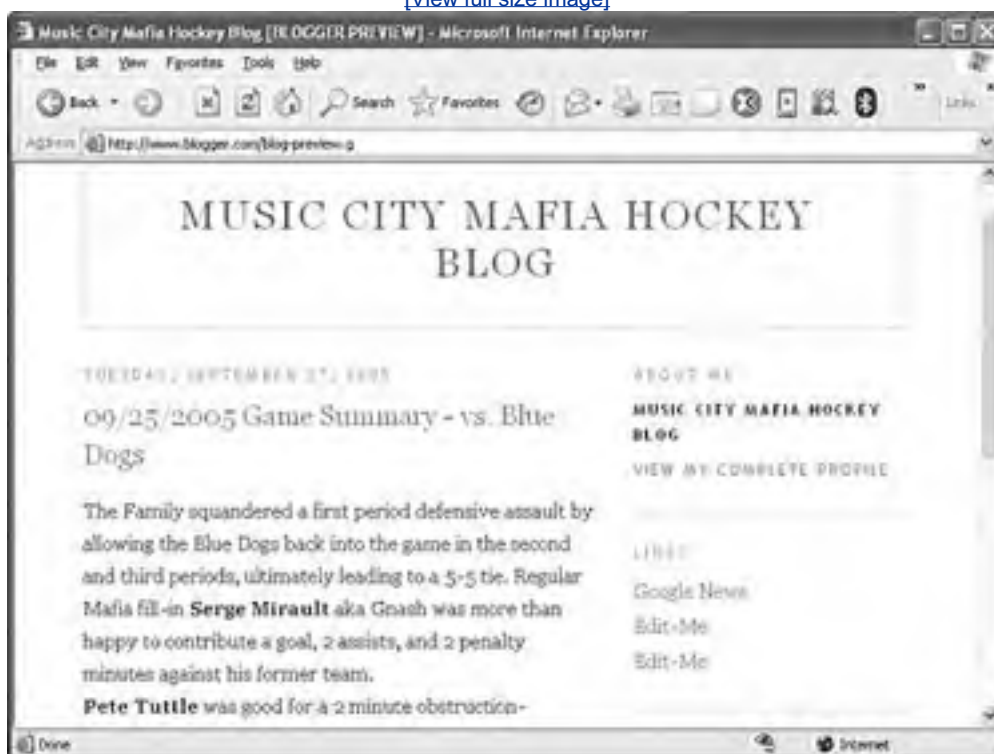 [View full size image]
Music City Mafia Hockey Blog [BLOGGER PREVIEW] - Microsoft Internet Explorer
File Edit View Favorites Tools Help
Back Search Favorites
Links
Address http://www.blogger.com/blog-preview.g
MUSIC CITY MAFIA HOCKEY
BLOG
TUESDAY, SEPTEMBER 27, 2005
09/25/2005 Game Summary - vs. Blue
Dogs
The Family squandered a first period defensive assault by
allowing the Blue Dogs back into the game in the second
and third periods, ultimately leading to a 5-5 tie. Regular
Mafia fill-in Serge Mirault aka Gnash was more than
happy to contribute a goal, 2 assists, and 2 penalty
minutes against his former team.
Pete Tuttle was good for a 2 minute obstruction-
ABOUT ME
MUSIC CITY MAFIA HOCKEY
BLOG
VIEW MY COMPLETE PROFILE
LINKS
Google News
Edit-Me
Edit-Me
Done
Internet